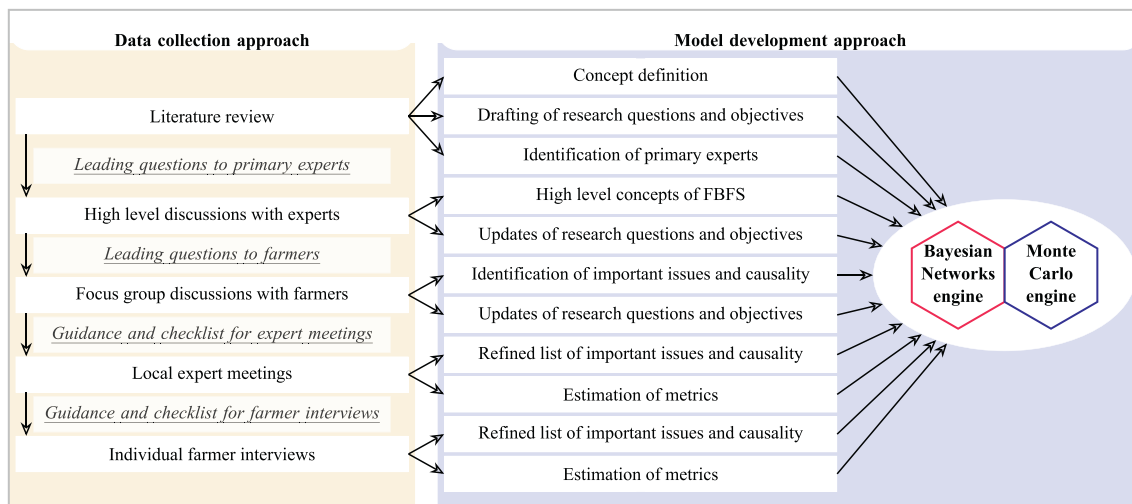 Data collection approach
Literature review
Leading questions to primary experts
High level discussions with experts
Leading questions to farmers
Focus group discussions with farmers
Guidance and checklist for expert meetings
Local expert meetings
Guidance and checklist for farmer interviews
Individual farmer interviews
Model development approach
Concept definition
Drafting of research questions and objectives
Identification of primary experts
High level concepts of FBFS
Updates of research questions and objectives
Identification of important issues and causality
Updates of research questions and objectives
Refined list of important issues and causality
Estimation of metrics
Refined list of important issues and causality
Estimation of metrics
Bayesian
Networks
engine
Monte
Carlo
engine